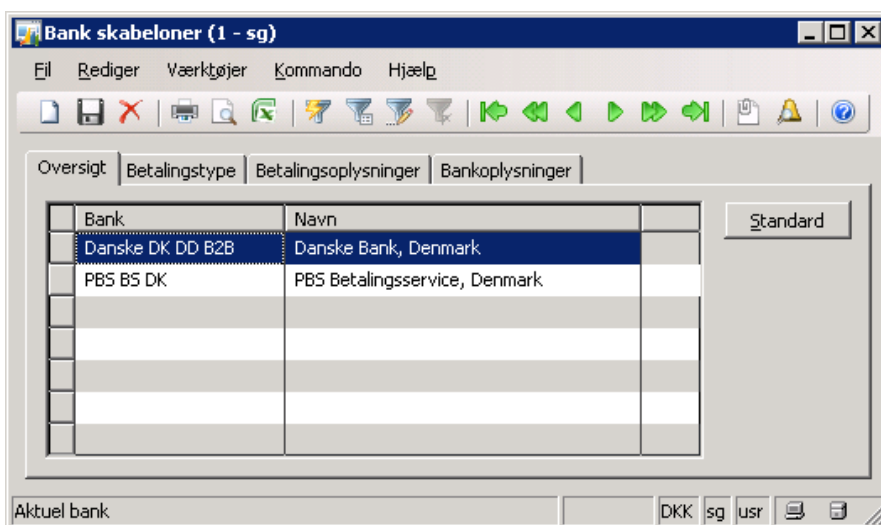 Bank skabeloner (1 - sg)
Fil Rediger Værktøjer Kommando Hjælp
Oversigt Betalingstype Betalingsoplysninger Bankoplysninger
Bank Navn
Standard
Danske DK DD B2B Danske Bank, Denmark
PBS BS DK PBS Betalingsservice, Denmark
Aktuel bank DKK sg usr